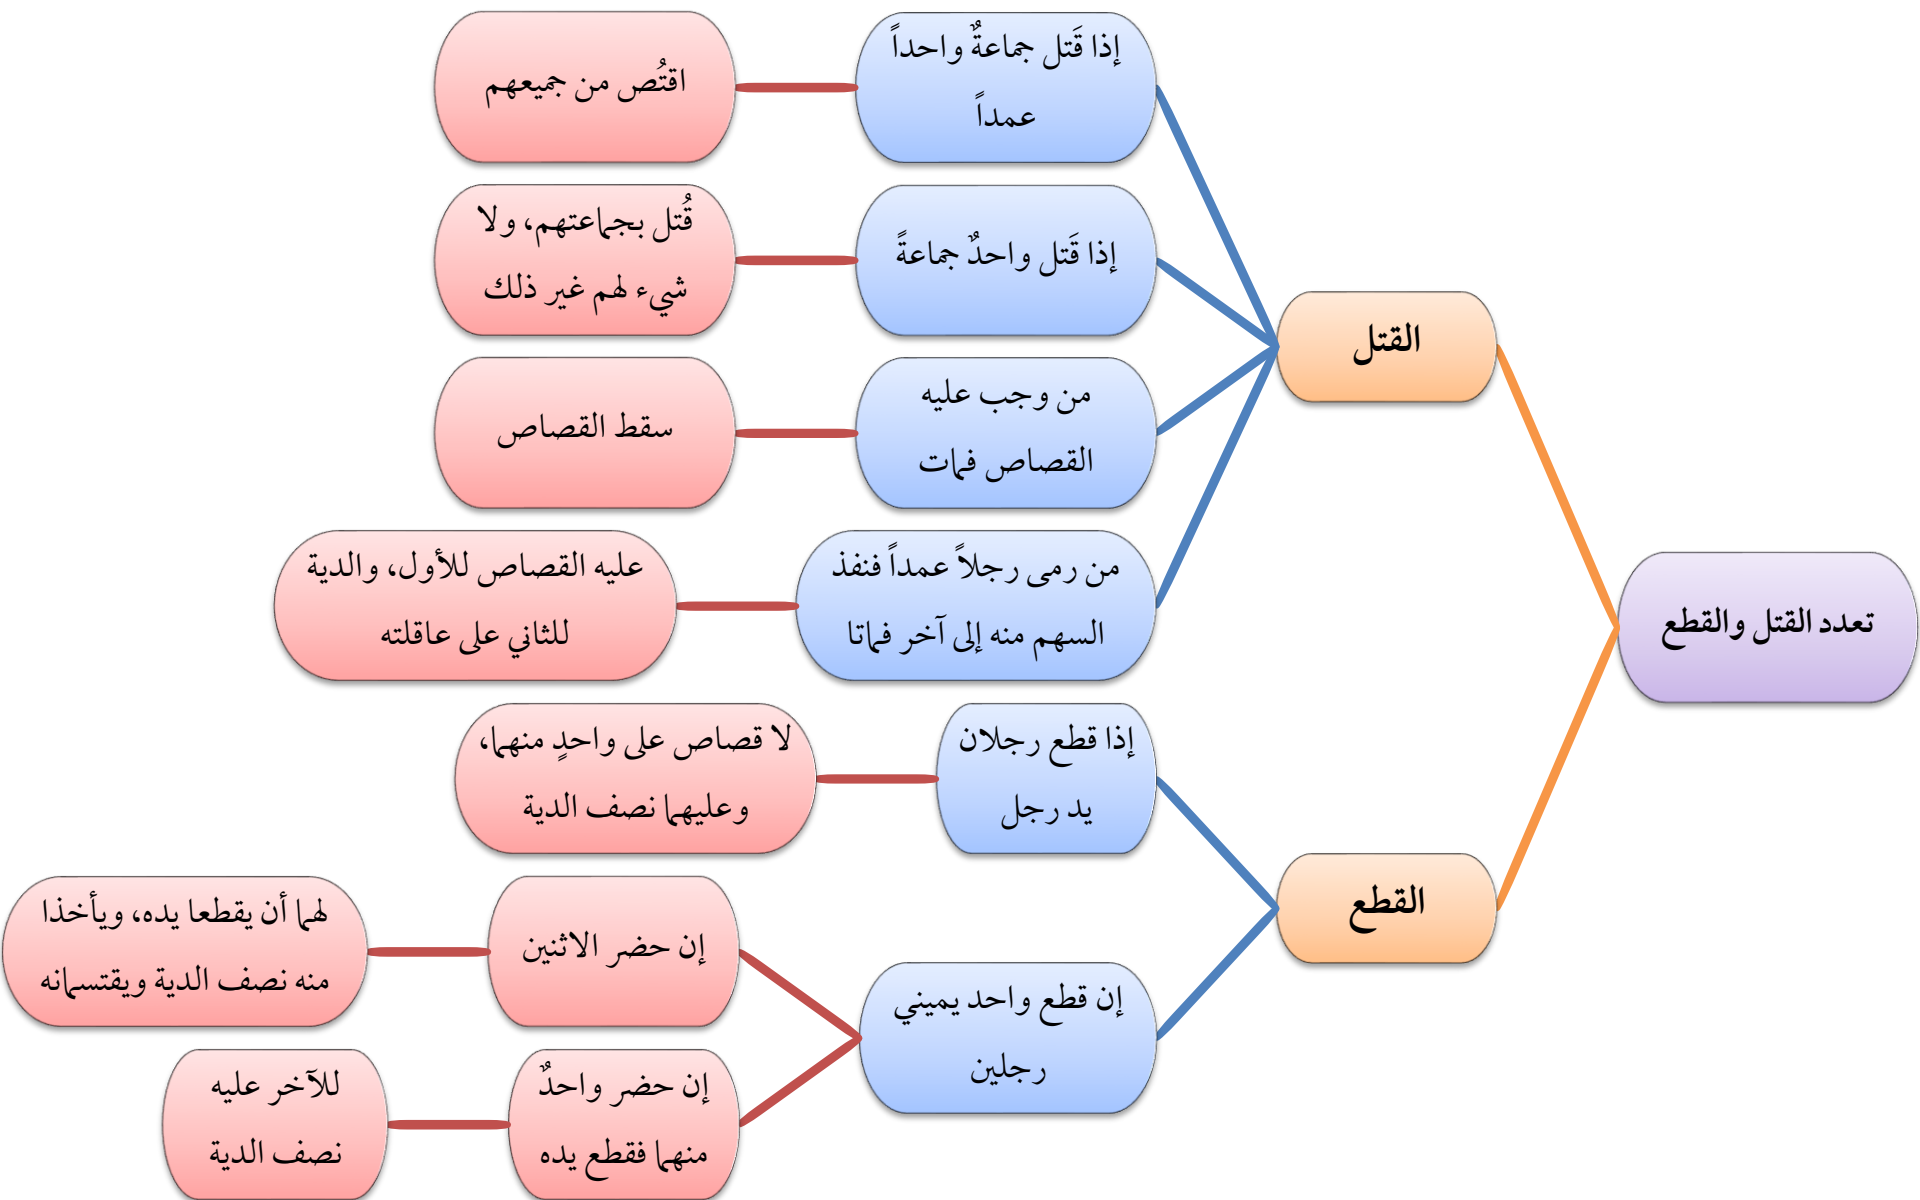 تعدد القتل والقطع
القتل
إذا قَتل جماعةٌ واحداً
عمداً
اقتُص من جميعهم
إذا قَتل واحدٌ جماعةً
قُتل بجماعتهم، ولا
شيء لهم غير ذلك
من وجب عليه
القصاص فمات
سقط القصاص
من رمى رجلاً عمداً فنفذ
السهم منه إلى آخر فماتا
عليه القصاص للأول، والدية
للثاني على عاقلته
القطع
إذا قطع رجلان
يد رجل
لا قصاص على واحدٍ منهما،
وعليهما نصف الدية
إن قطع واحد يميني
رجلين
إن حضر الاثنين
لهما أن يقطعا يده، ويأخذا
منه نصف الدية ويقتسمانه
إن حضر واحدٌ
منهما فقطع يده
للآخر عليه
نصف الدية